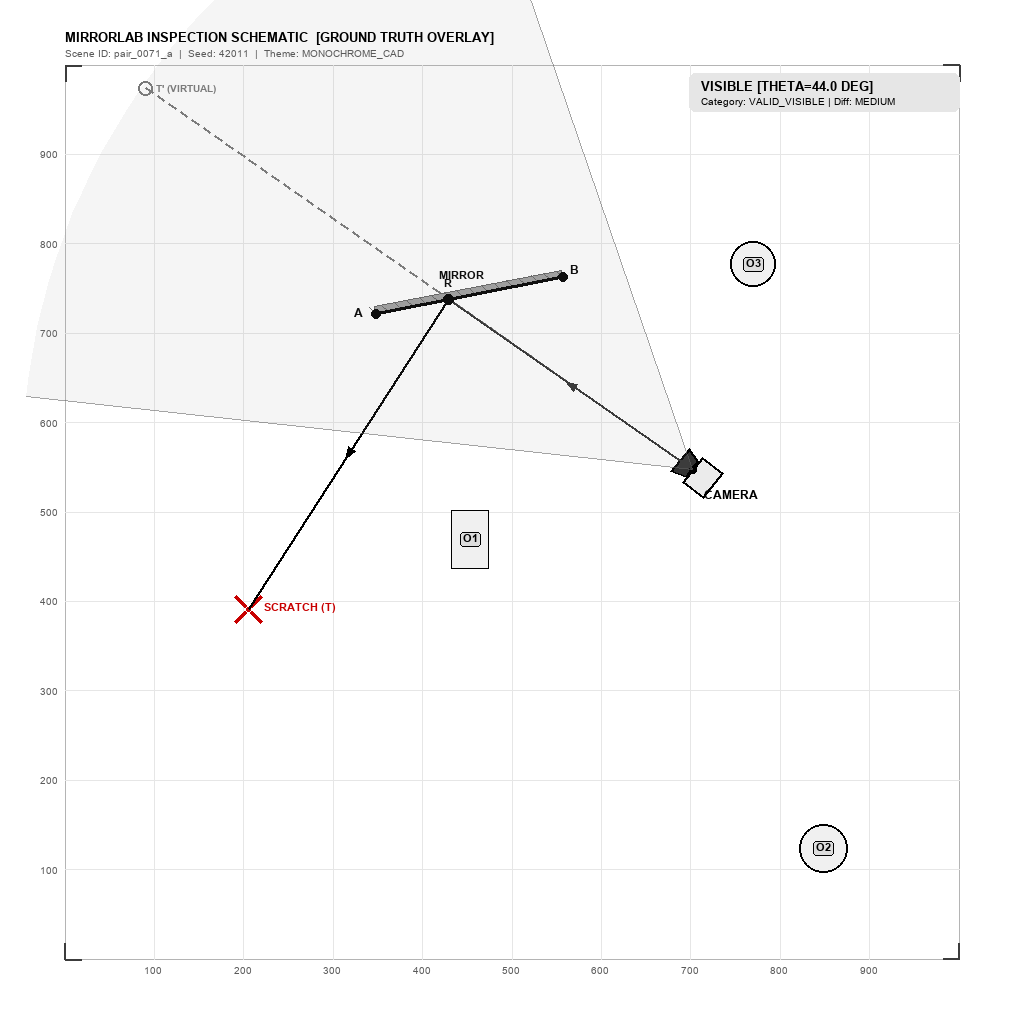 MIRRORLAB INSPECTION SCHEMATIC [GROUND TRUTH OVERLAY]
Scene ID: pair_0071_a | Seed: 42011 | Theme: MONOCHROME_CAD
VISIBLE [THETA=44.0 DEG]
Category: VALID_VISIBLE | Diff: MEDIUM
T' (VIRTUAL)
900
800
700
600
500
400
300
200
100
O3
MIRROR
R
B
A
CAMERA
O1
SCRATCH (T)
O2
100 200 300 400 500 600 700 800 900